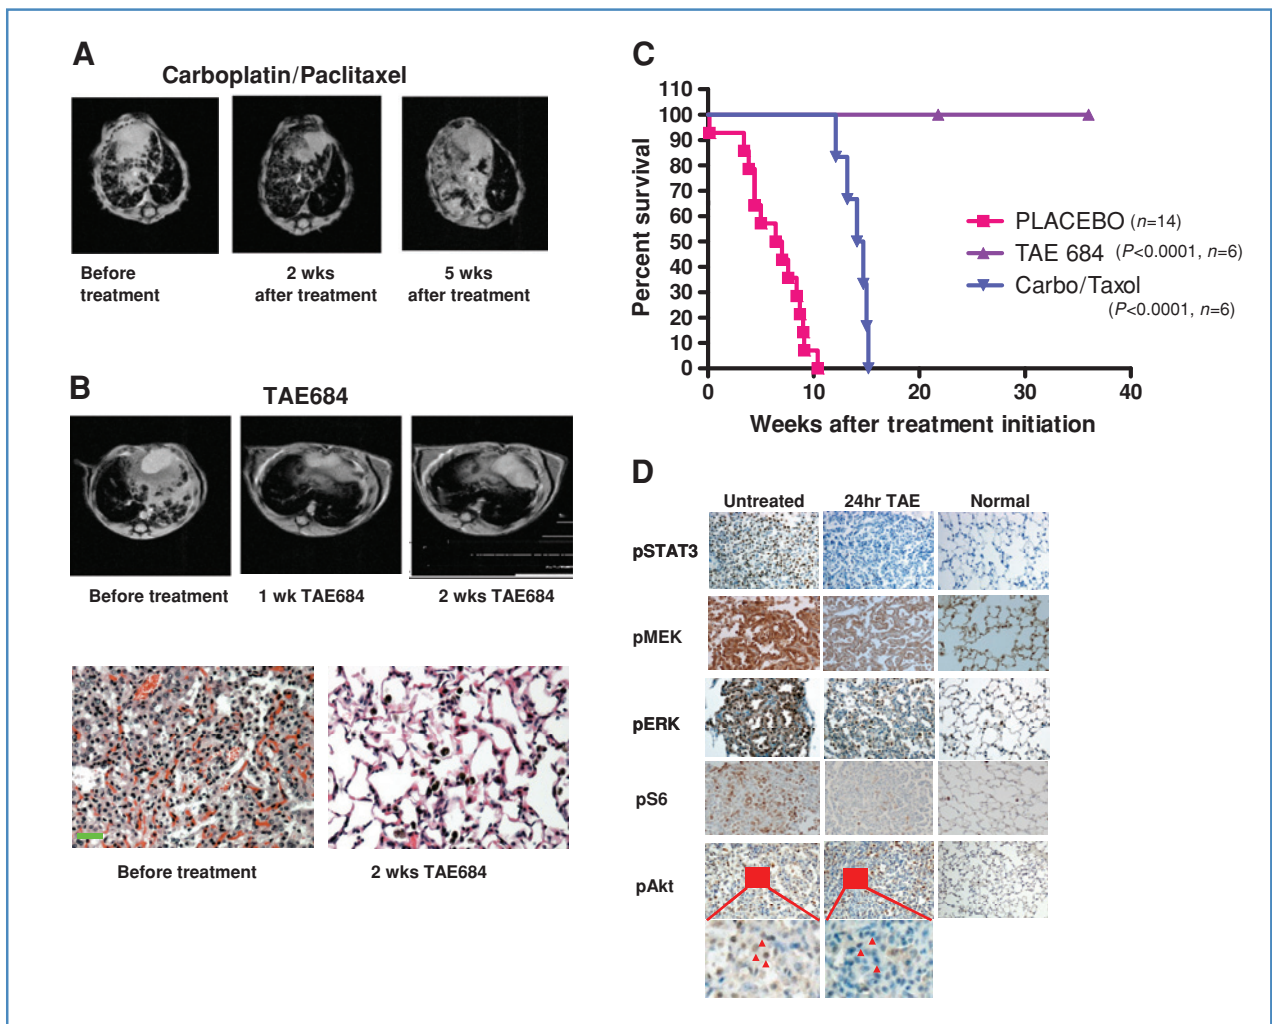 A
Carboplatin/Paclitaxel
Before treatment
2 wks after treatment
5 wks after treatment
B
TAE684
Before treatment
1 wk TAE684
2 wks TAE684
Before treatment
2 wks TAE684
C
Percent survival
110
100
90
80
70
60
50
40
30
20
10
0
0 10 20 30 40
Weeks after treatment initiation
PLACEBO (n=14)
TAE 684 (P<0.0001, n=6)
Carbo/Taxol
(P<0.0001, n=6)
D
Untreated 24hr TAE Normal
pSTAT3
pMEK
pERK
pS6
pAkt